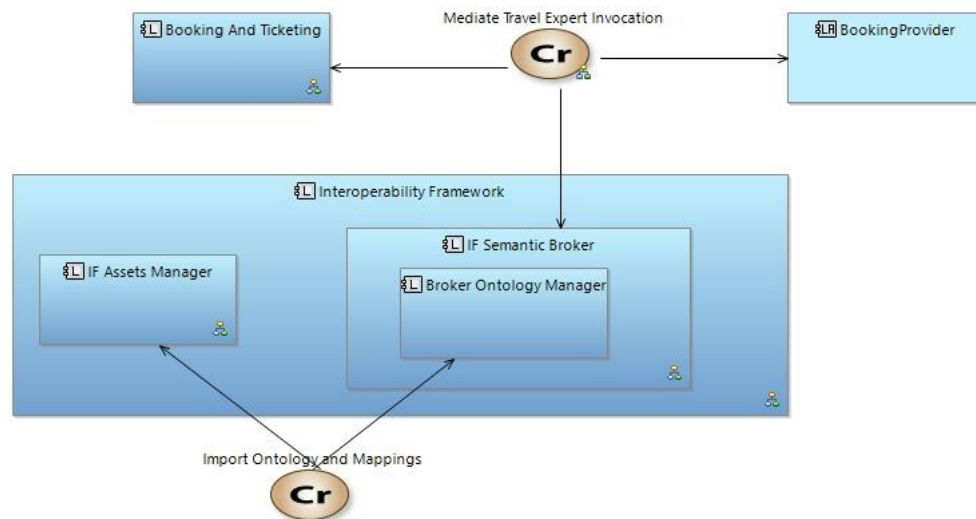 Mediate Travel Expert Invocation
L Booking And Ticketing
Cr
LA BookingProvider
L Interoperability Framework
L IF Semantic Broker
L IF Assets Manager
L Broker Ontology Manager
Import Ontology and Mappings
Cr